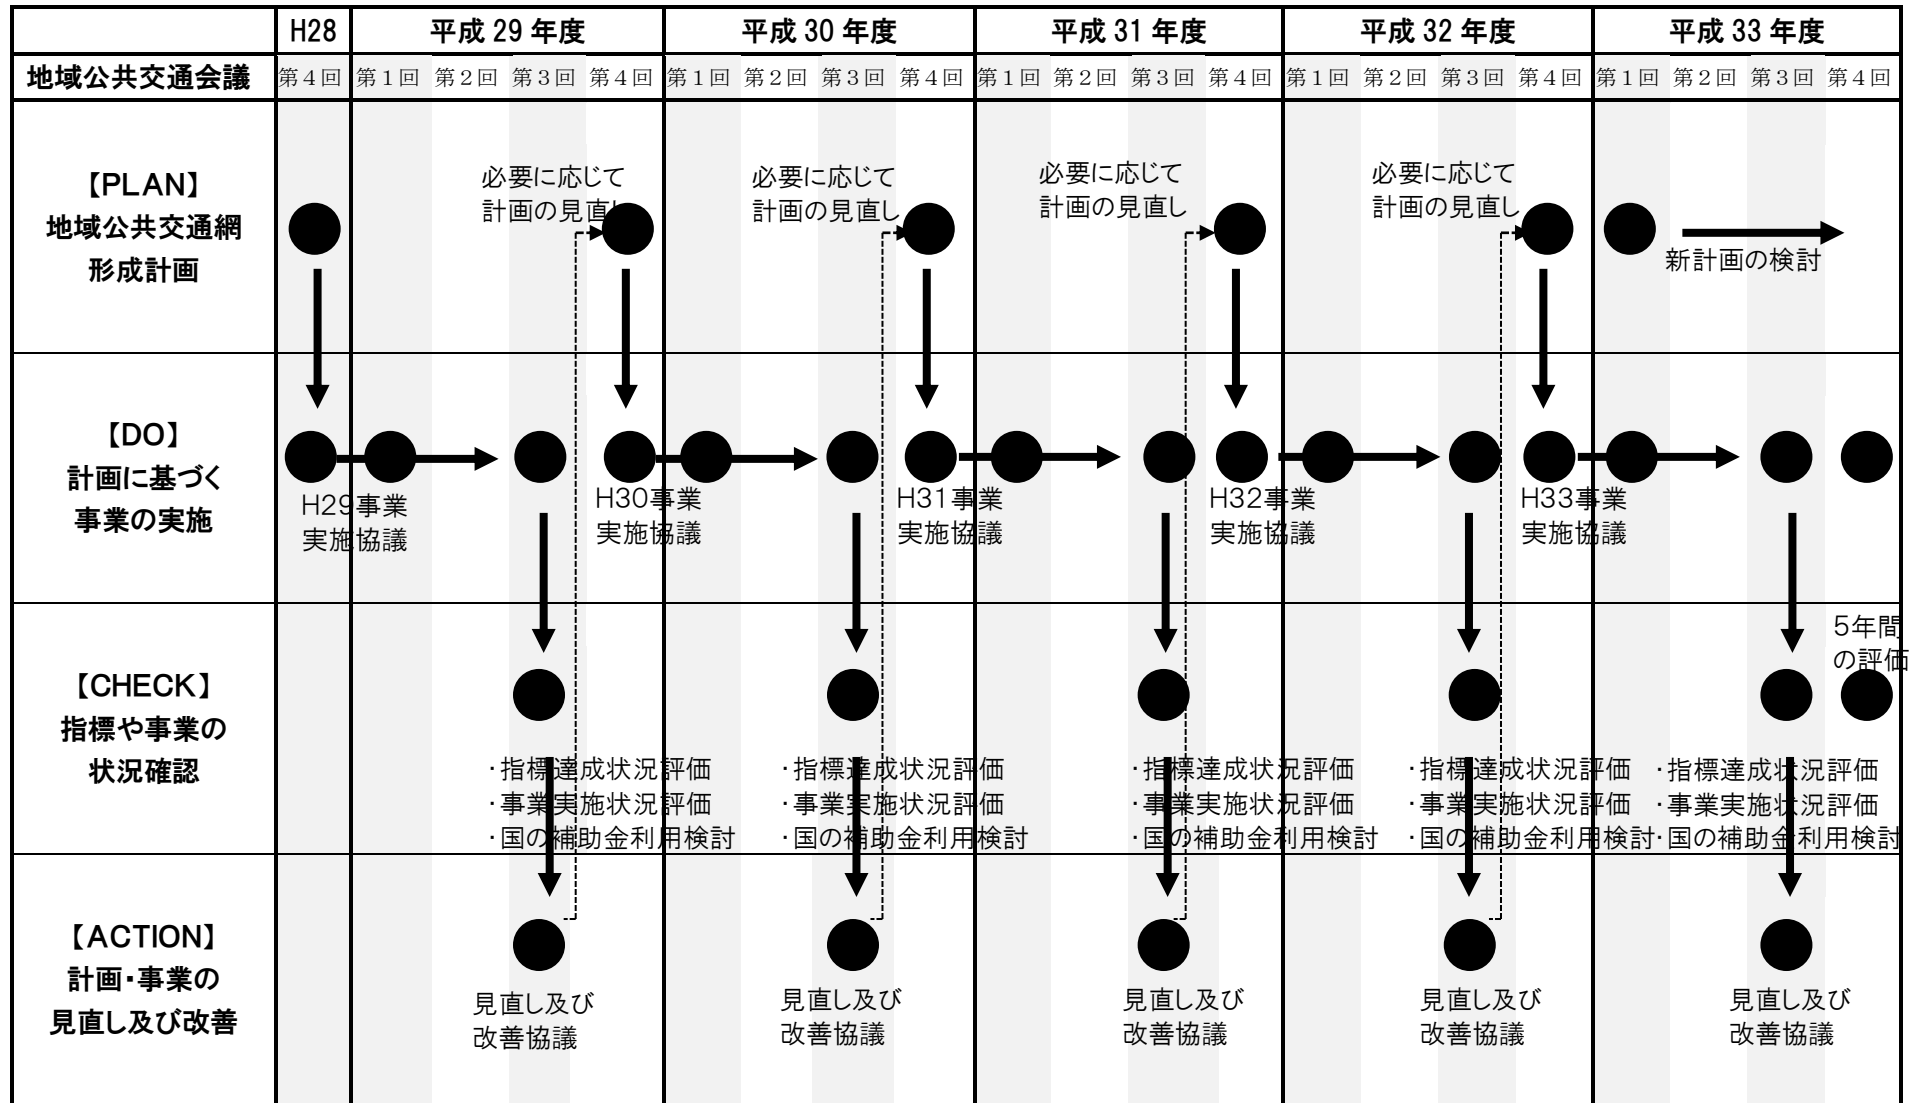 H28 平成 29 年度 平成 30 年度 平成 31 年度 平成 32 年度 平成 33 年度
地域公共交通会議 第４回 第１回 第２回 第３回 第４回 第１回 第２回 第３回 第４回 第１回 第２回 第３回 第４回 第１回 第２回 第３回 第４回 第１回 第２回 第３回 第４回
【PLAN】
地域公共交通網
形成計画
必要に応じて
計画の見直し
必要に応じて
計画の見直し
必要に応じて
計画の見直し
必要に応じて
計画の見直し
新計画の検討
【DO】
計画に基づく
事業の実施
H29事業
実施協議
H30事業
実施協議
H31事業
実施協議
H32事業
実施協議
H33事業
実施協議
【CHECK】
指標や事業の
状況確認
5年間
の評価
・指標達成状況評価
・事業実施状況評価
・国の補助金利用検討
・指標達成状況評価
・事業実施状況評価
・国の補助金利用検討
・指標達成状況評価
・事業実施状況評価
・国の補助金利用検討
・指標達成状況評価
・事業実施状況評価
・国の補助金利用検討
・指標達成状況評価
・事業実施状況評価
・国の補助金利用検討
【ACTION】
計画・事業の
見直し及び改善
見直し及び
改善協議
見直し及び
改善協議
見直し及び
改善協議
見直し及び
改善協議
見直し及び
改善協議